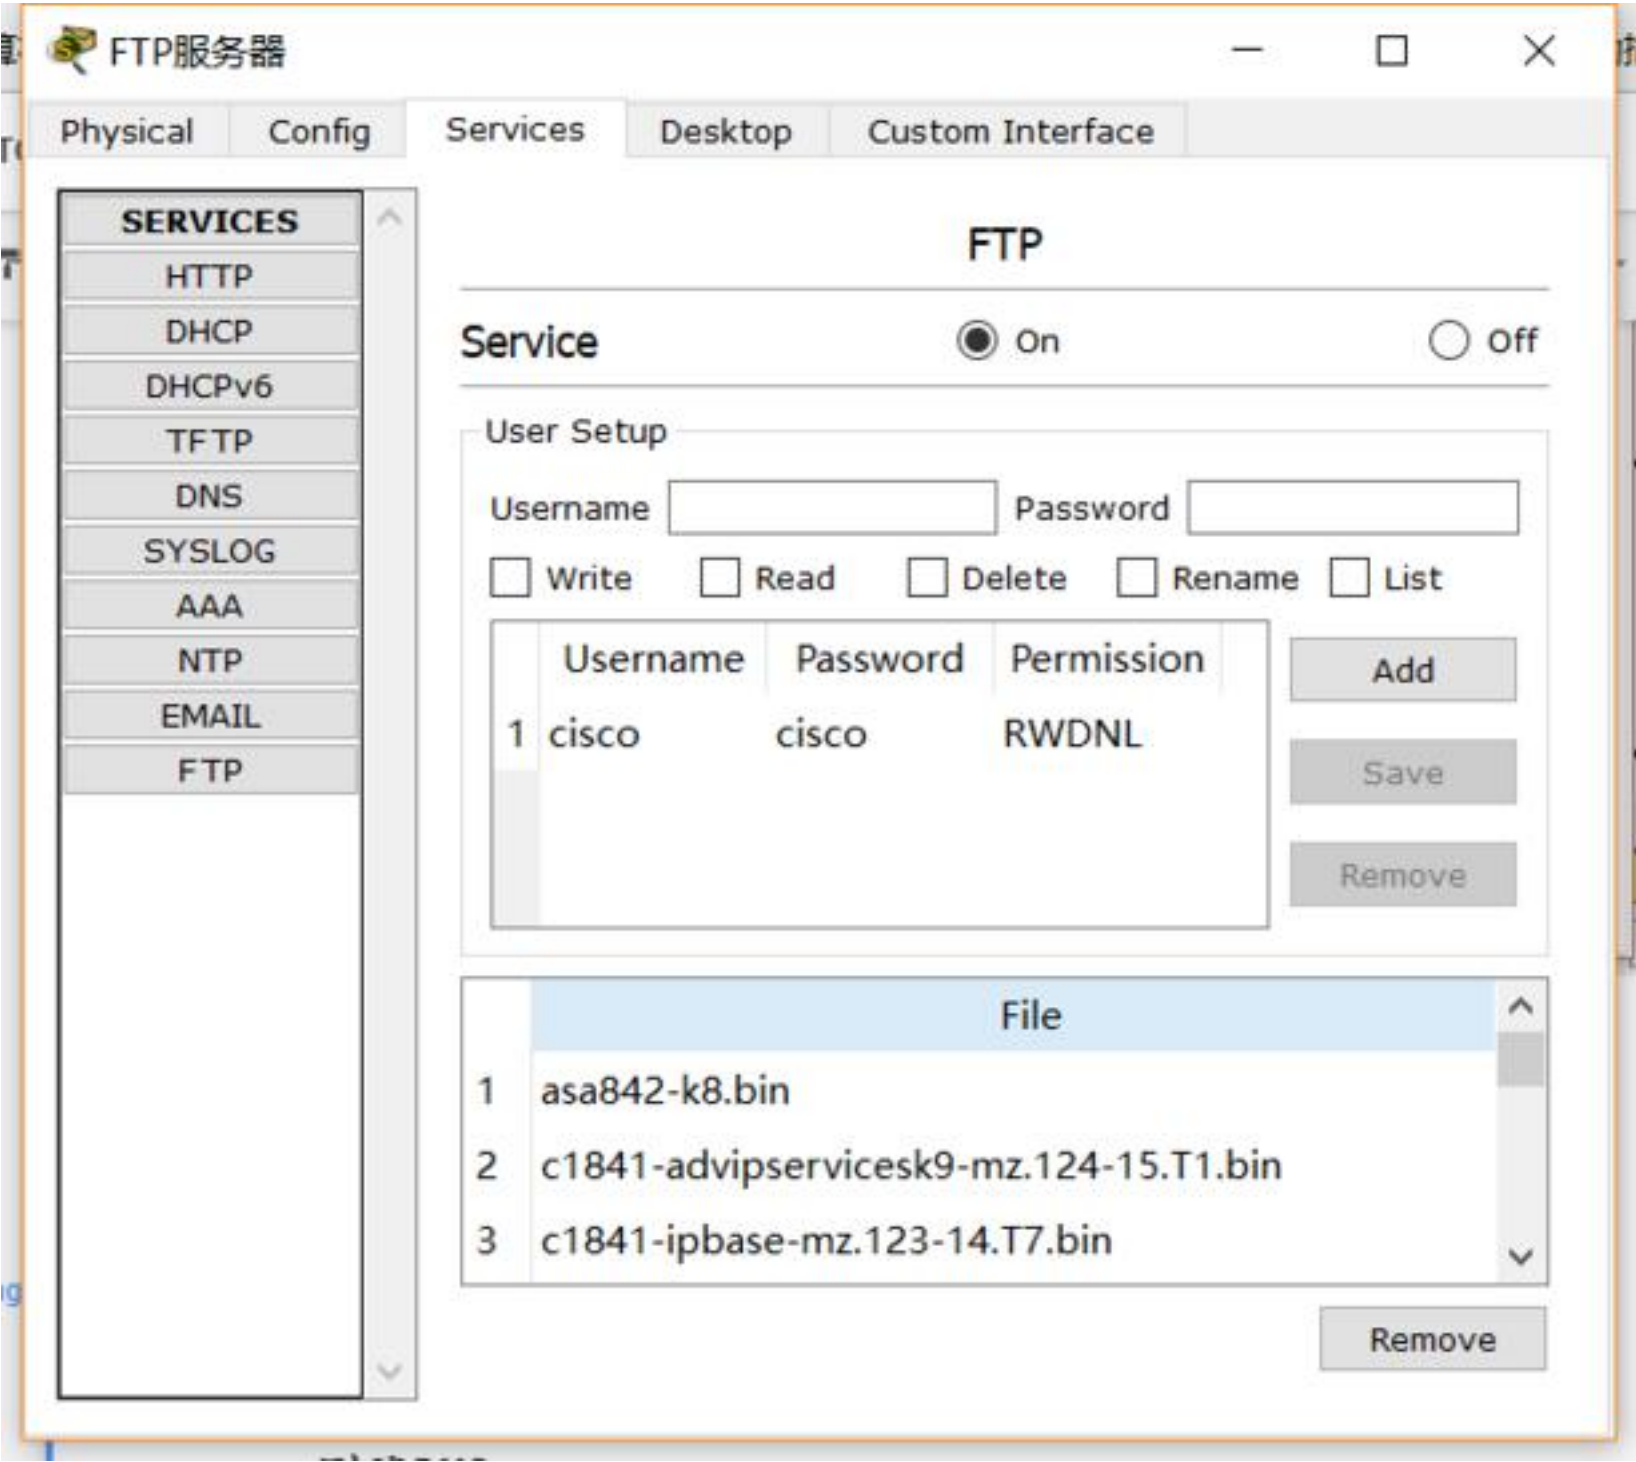 FTP服务器
Physical Config Services Desktop Custom Interface
SERVICES
HTTP
DHCP
DHCPv6
TFTP
DNS
SYSLOG
AAA
NTP
EMAIL
FTP
FTP
Service On Off
User Setup
Username Password
Write Read Delete Rename List
Username Password Permission
1 cisco cisco RWDNL
Add
Save
Remove
File
1 asa842-k8.bin
2 c1841-advipservicesk9-mz.124-15.T1.bin
3 c1841-ipbase-mz.123-14.T7.bin
Remove